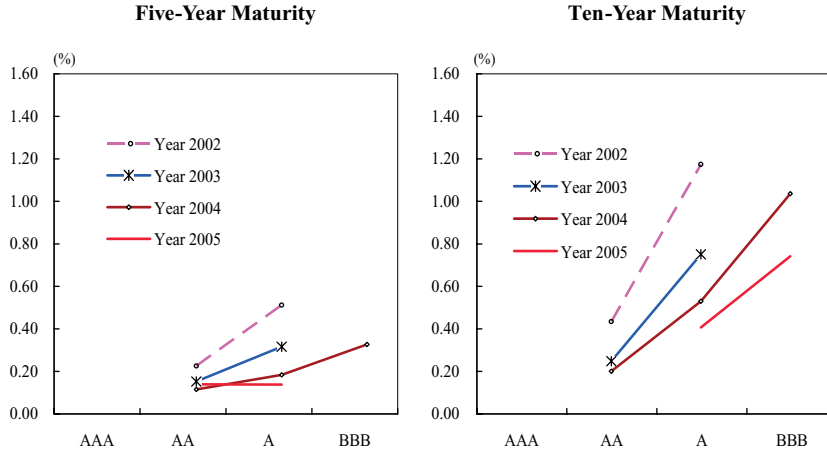 Five-Year Maturity
(%)
1.60
1.40
1.20
1.00
0.80
0.60
0.40
0.20
0.00
Year 2002
Year 2003
Year 2004
Year 2005
AAA AA A BBB
Ten-Year Maturity
(%)
1.60
1.40
1.20
1.00
0.80
0.60
0.40
0.20
0.00
Year 2002
Year 2003
Year 2004
Year 2005
AAA AA A BBB